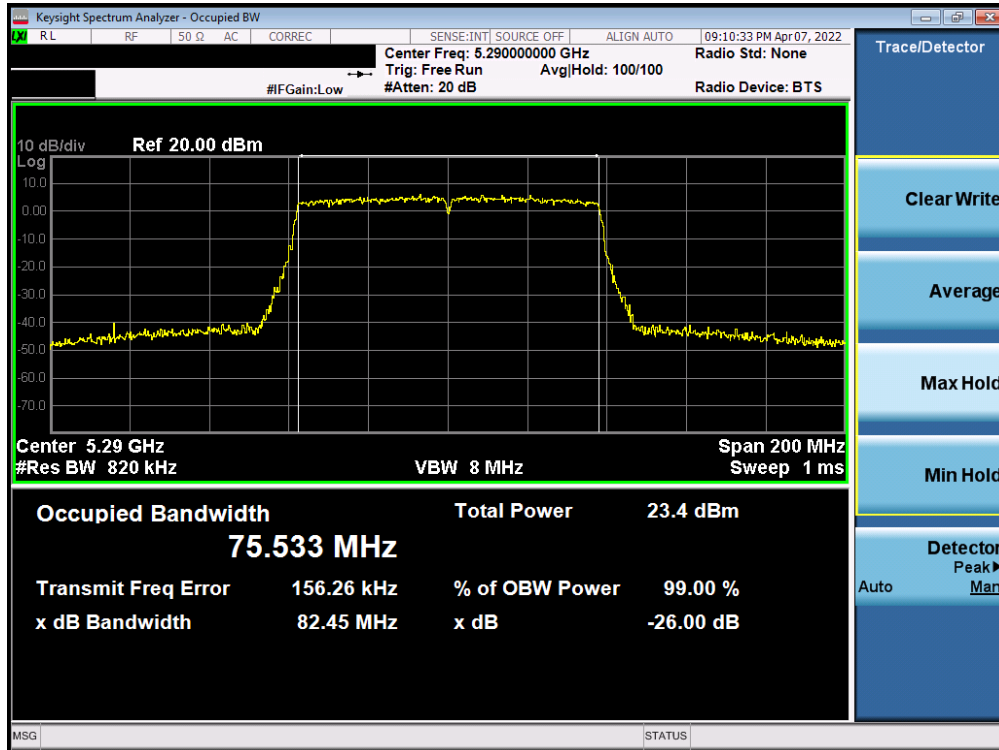 Keysight Spectrum Analyzer - Occupied BW
LXI RL RF 50 Ω AC CORREC SENSE:INT SOURCE OFF ALIGN AUTO 09:10:33 PM Apr 07, 2022
Center Freq: 5.290000000 GHz Radio Std: None
Trig: Free Run Avg|Hold: 100/100
#IFGain:Low #Atten: 20 dB Radio Device: BTS
Trace/Detector
10 dB/div Ref 20.00 dBm
Log
10.0
0.00
-10.0
-20.0
-30.0
-40.0
-50.0
-60.0
-70.0
Center 5.29 GHz Span 200 MHz
#Res BW 820 kHz VBW 8 MHz Sweep 1 ms
Occupied Bandwidth Total Power 23.4 dBm
75.533 MHz
Transmit Freq Error 156.26 kHz % of OBW Power 99.00 %
x dB Bandwidth 82.45 MHz x dB -26.00 dB
Clear Write
Average
Max Hold
Min Hold
Detector
Peak▶
Auto Man
MSG STATUS